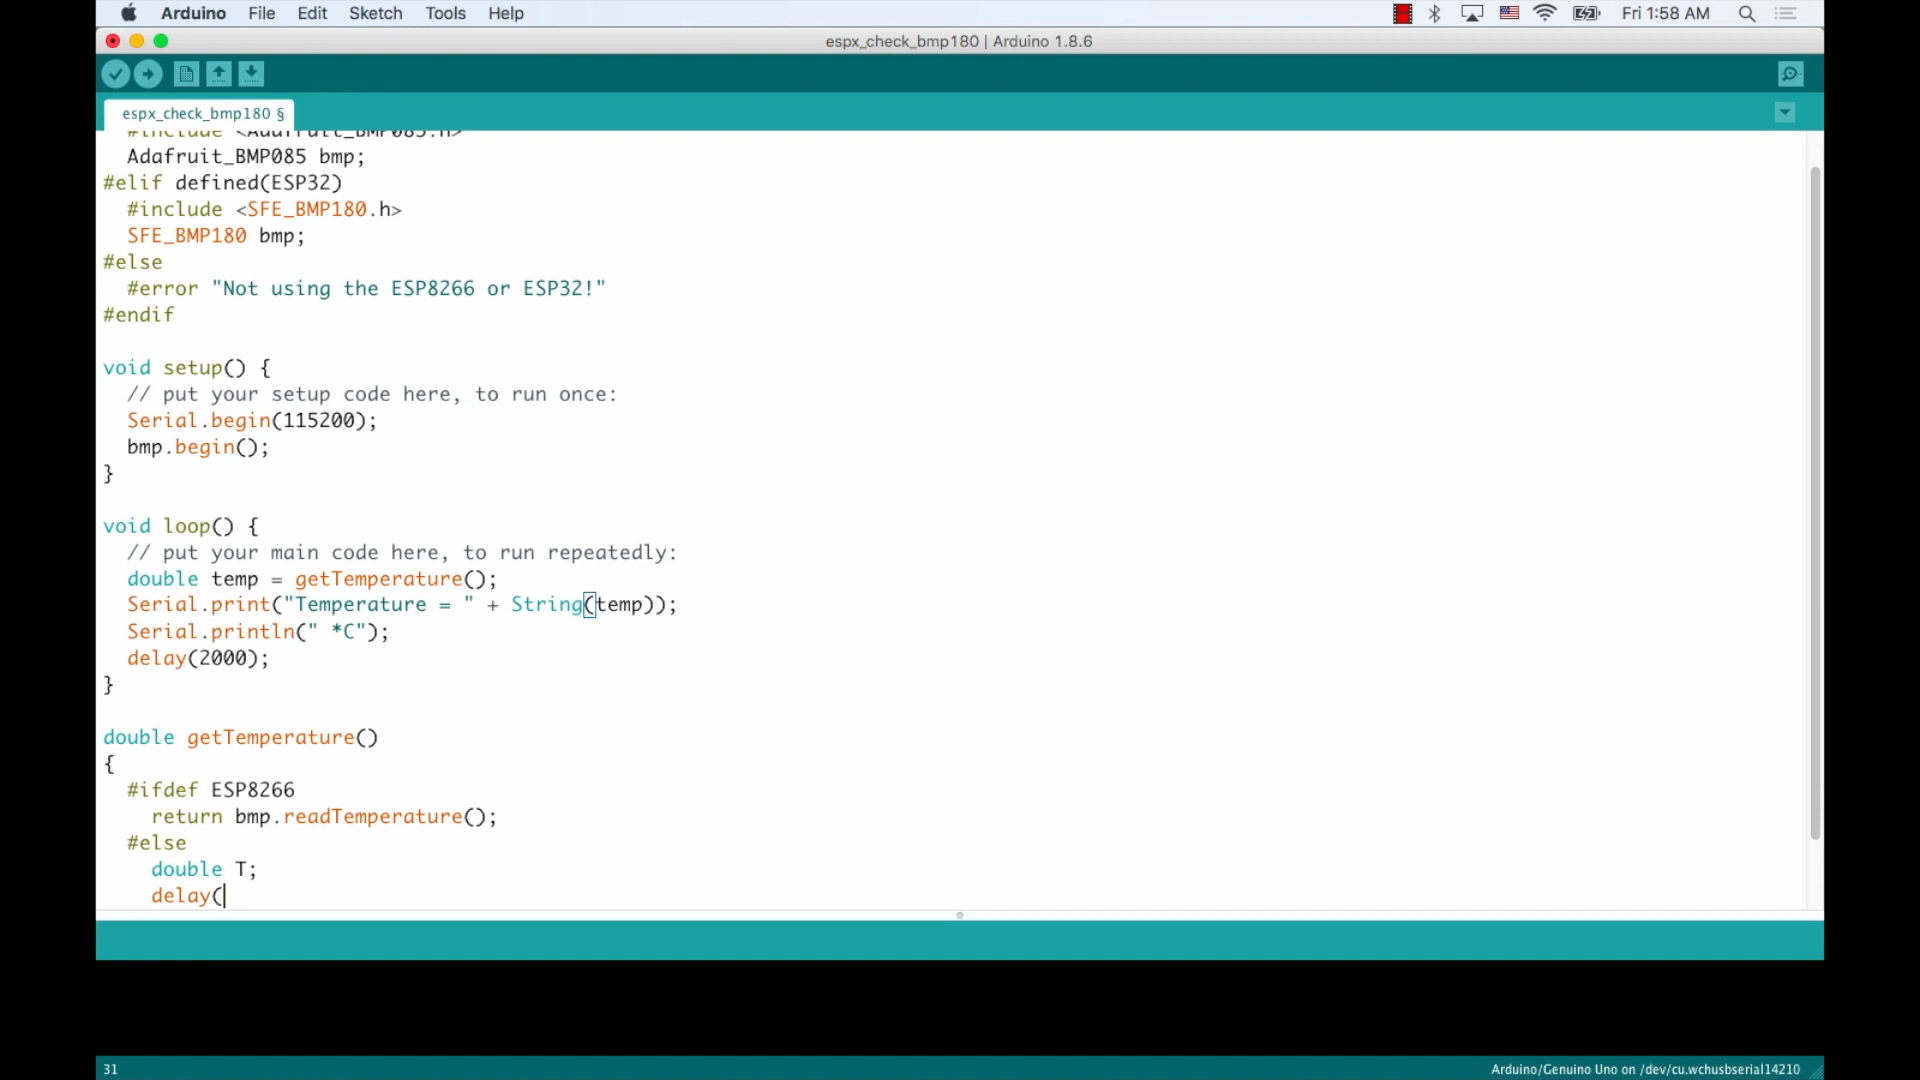 Arduino File Edit Sketch Tools Help Fri 1:58 AM
espx_check_bmp180 | Arduino 1.8.6
espx_check_bmp180 §
#include <Adafruit_BMP085.h>
Adafruit_BMP085 bmp;
#elif defined(ESP32)
#include <SFE_BMP180.h>
SFE_BMP180 bmp;
#else
#error "Not using the ESP8266 or ESP32!"
#endif
void setup() {
// put your setup code here, to run once:
Serial.begin(115200);
bmp.begin();
}
void loop() {
// put your main code here, to run repeatedly:
double temp = getTemperature();
Serial.print("Temperature = " + String(temp));
Serial.println(" *C");
delay(2000);
}
double getTemperature()
{
#ifdef ESP8266
return bmp.readTemperature();
#else
double T;
delay(
31 Arduino/Genuino Uno on /dev/cu.wchusbserial14210